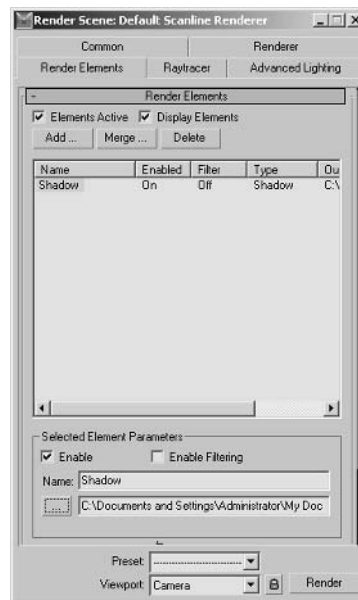 Render Scene: Default Scanline Renderer
Common Renderer
Render Elements Raytracer Advanced Lighting
- Render Elements
Elements Active Display Elements
Add ... Merge ... Delete
Name Enabled Filter Type Ou
Shadow On Off Shadow C:\
Selected Element Parameters
Enable Enable Filtering
Name: Shadow
... C:\Documents and Settings\Administrator\My Doc
Preset: --------------------------
Viewport: Camera Render